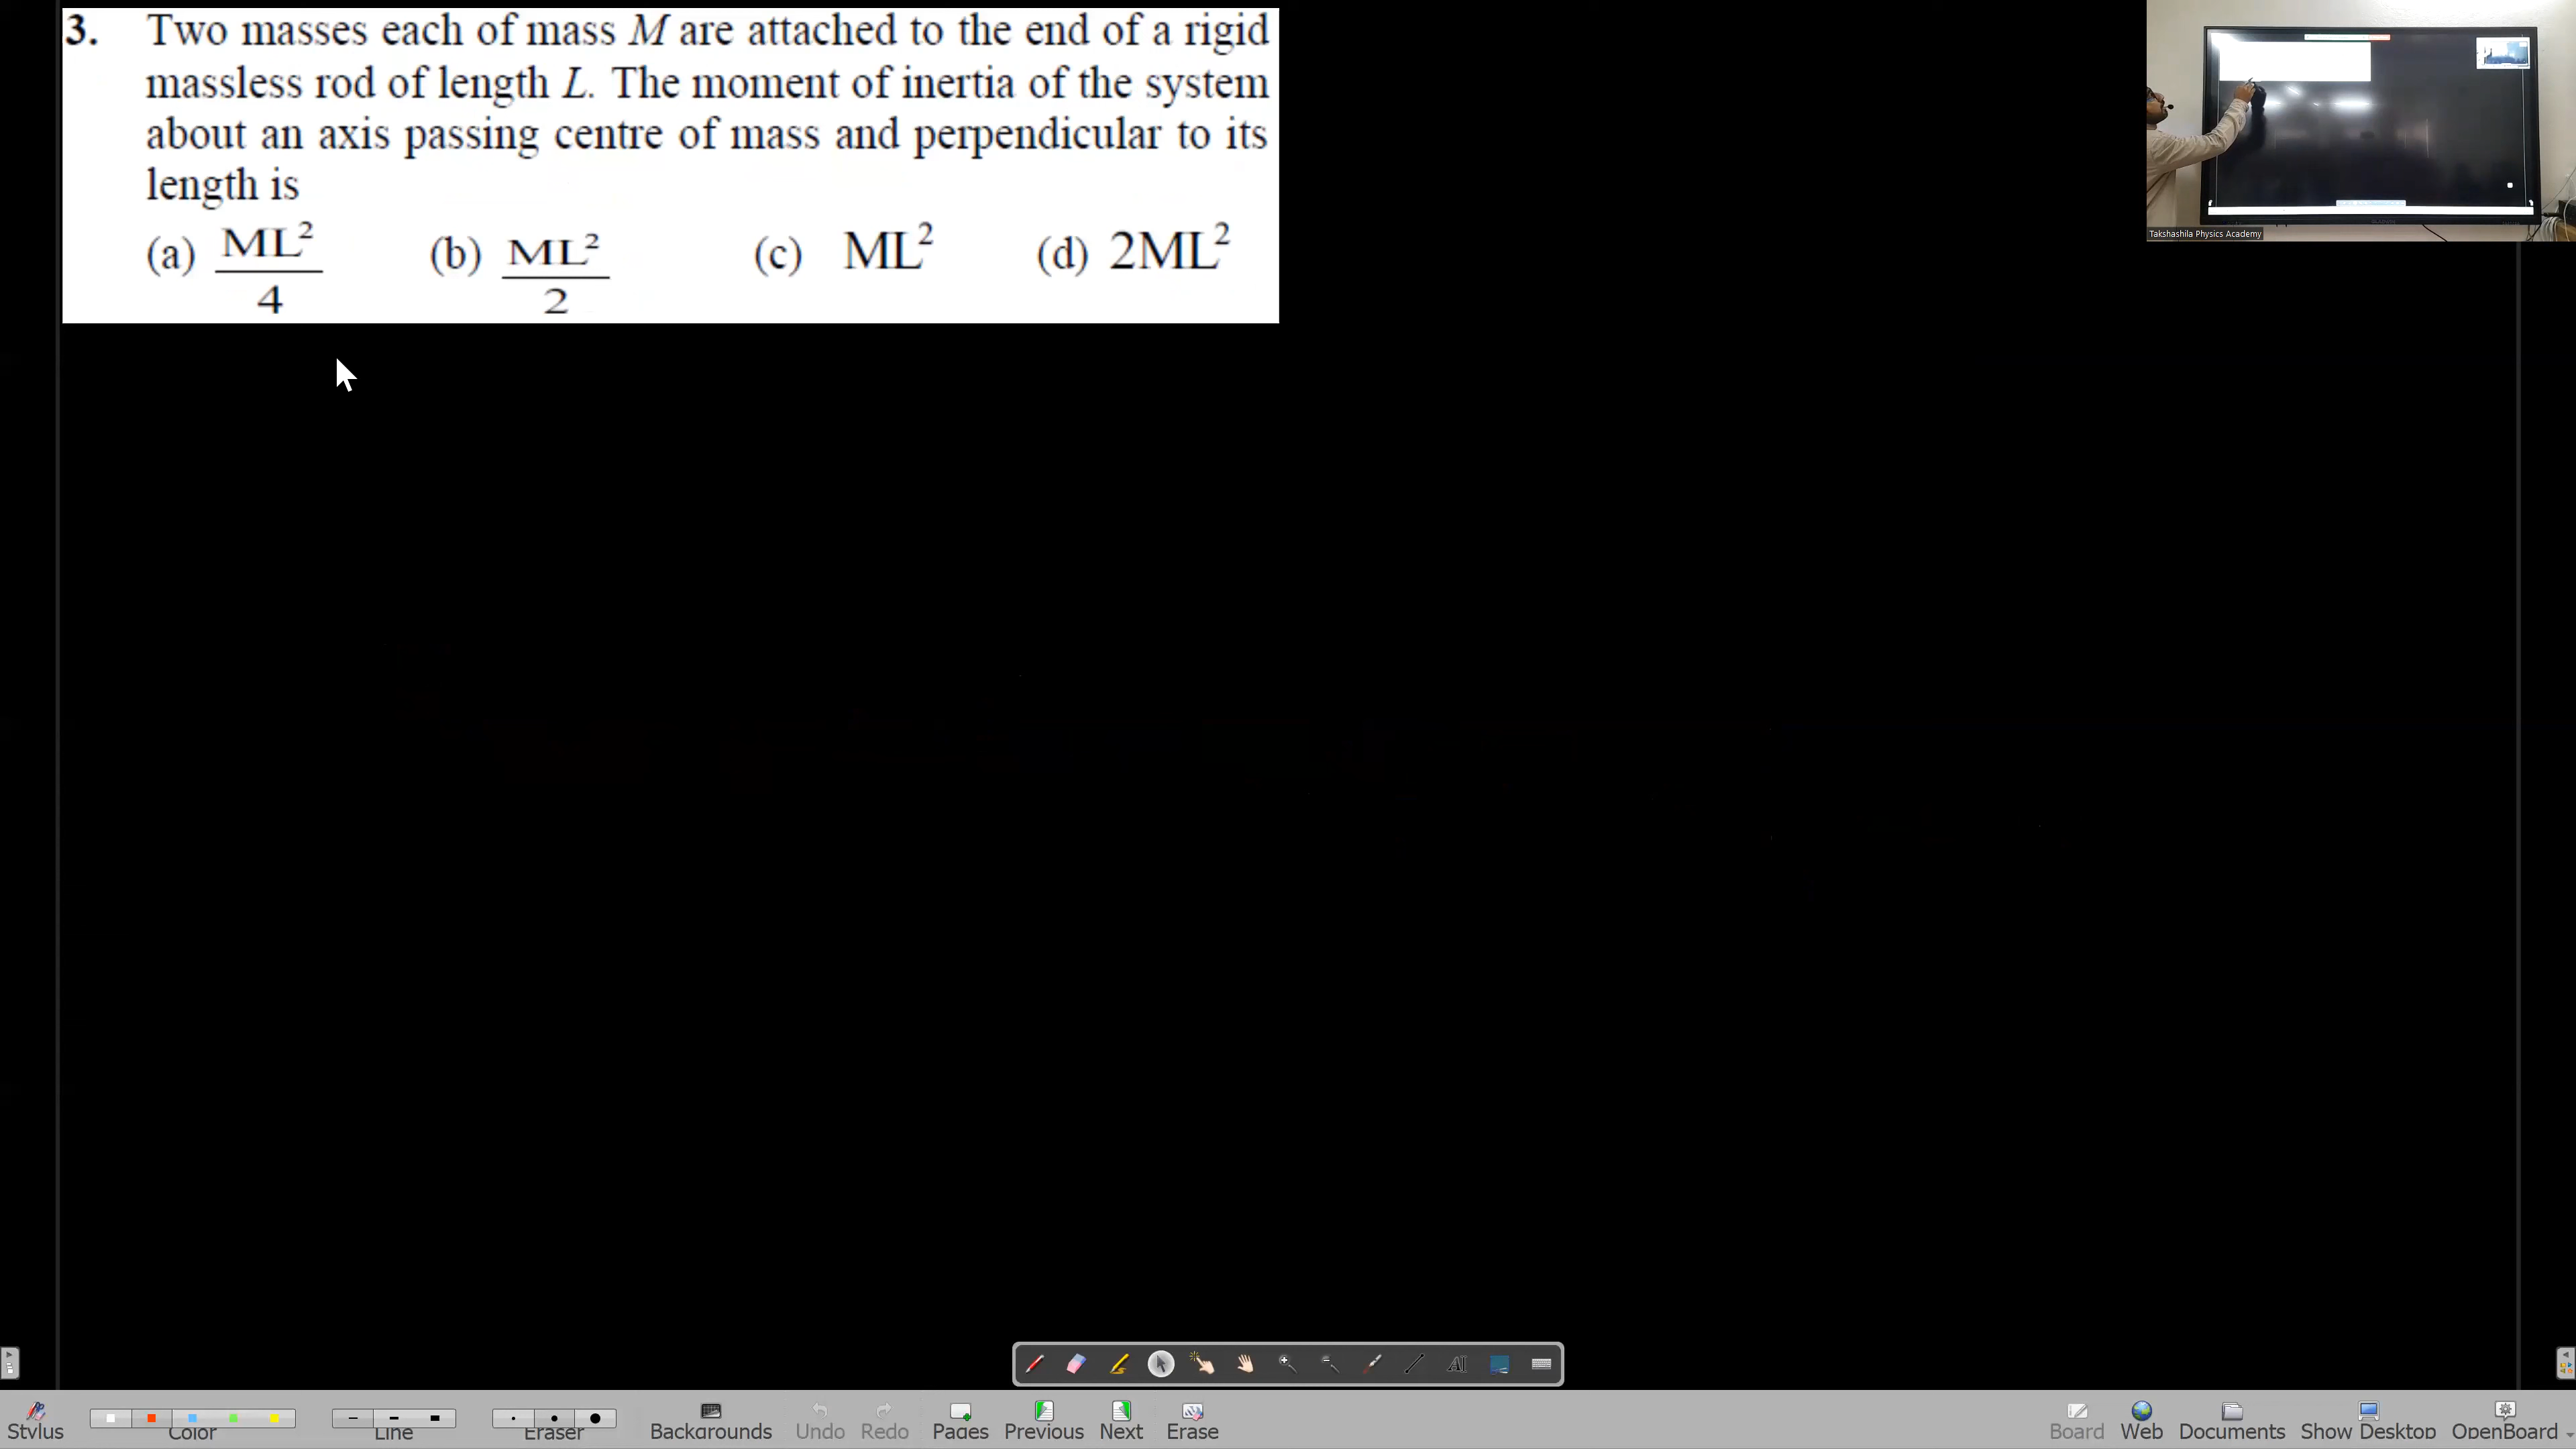 3. Two masses each of mass M are attached to the end of a rigid
massless rod of length L. The moment of inertia of the system
about an axis passing centre of mass and perpendicular to its
length is
(a) ML²/4 (b) ML²/2 (c) ML² (d) 2ML²
Takshashila Physics Academy
AI
Stylus Color Line Eraser Backgrounds Undo Redo Pages Previous Next Erase Board Web Documents Show Desktop OpenBoard